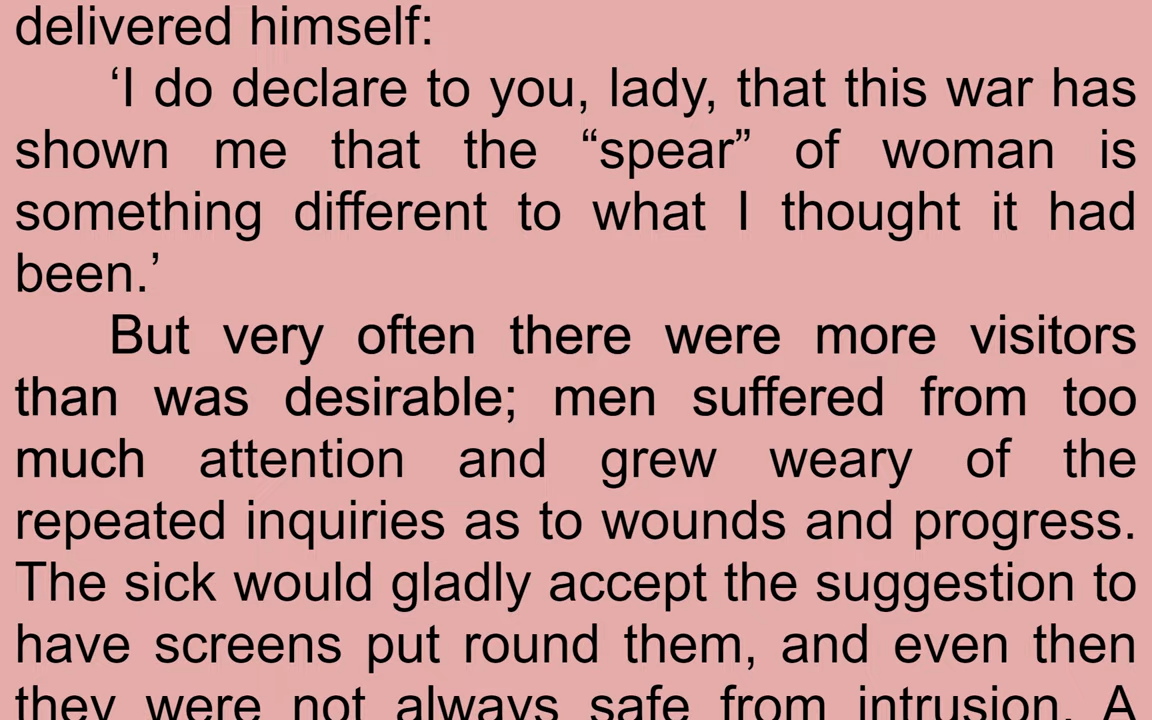 delivered himself:
‘I do declare to you, lady, that this war has
shown me that the “spear” of woman is
something different to what I thought it had
been.’
But very often there were more visitors
than was desirable; men suffered from too
much attention and grew weary of the
repeated inquiries as to wounds and progress.
The sick would gladly accept the suggestion to
have screens put round them, and even then
they were not always safe from intrusion. A